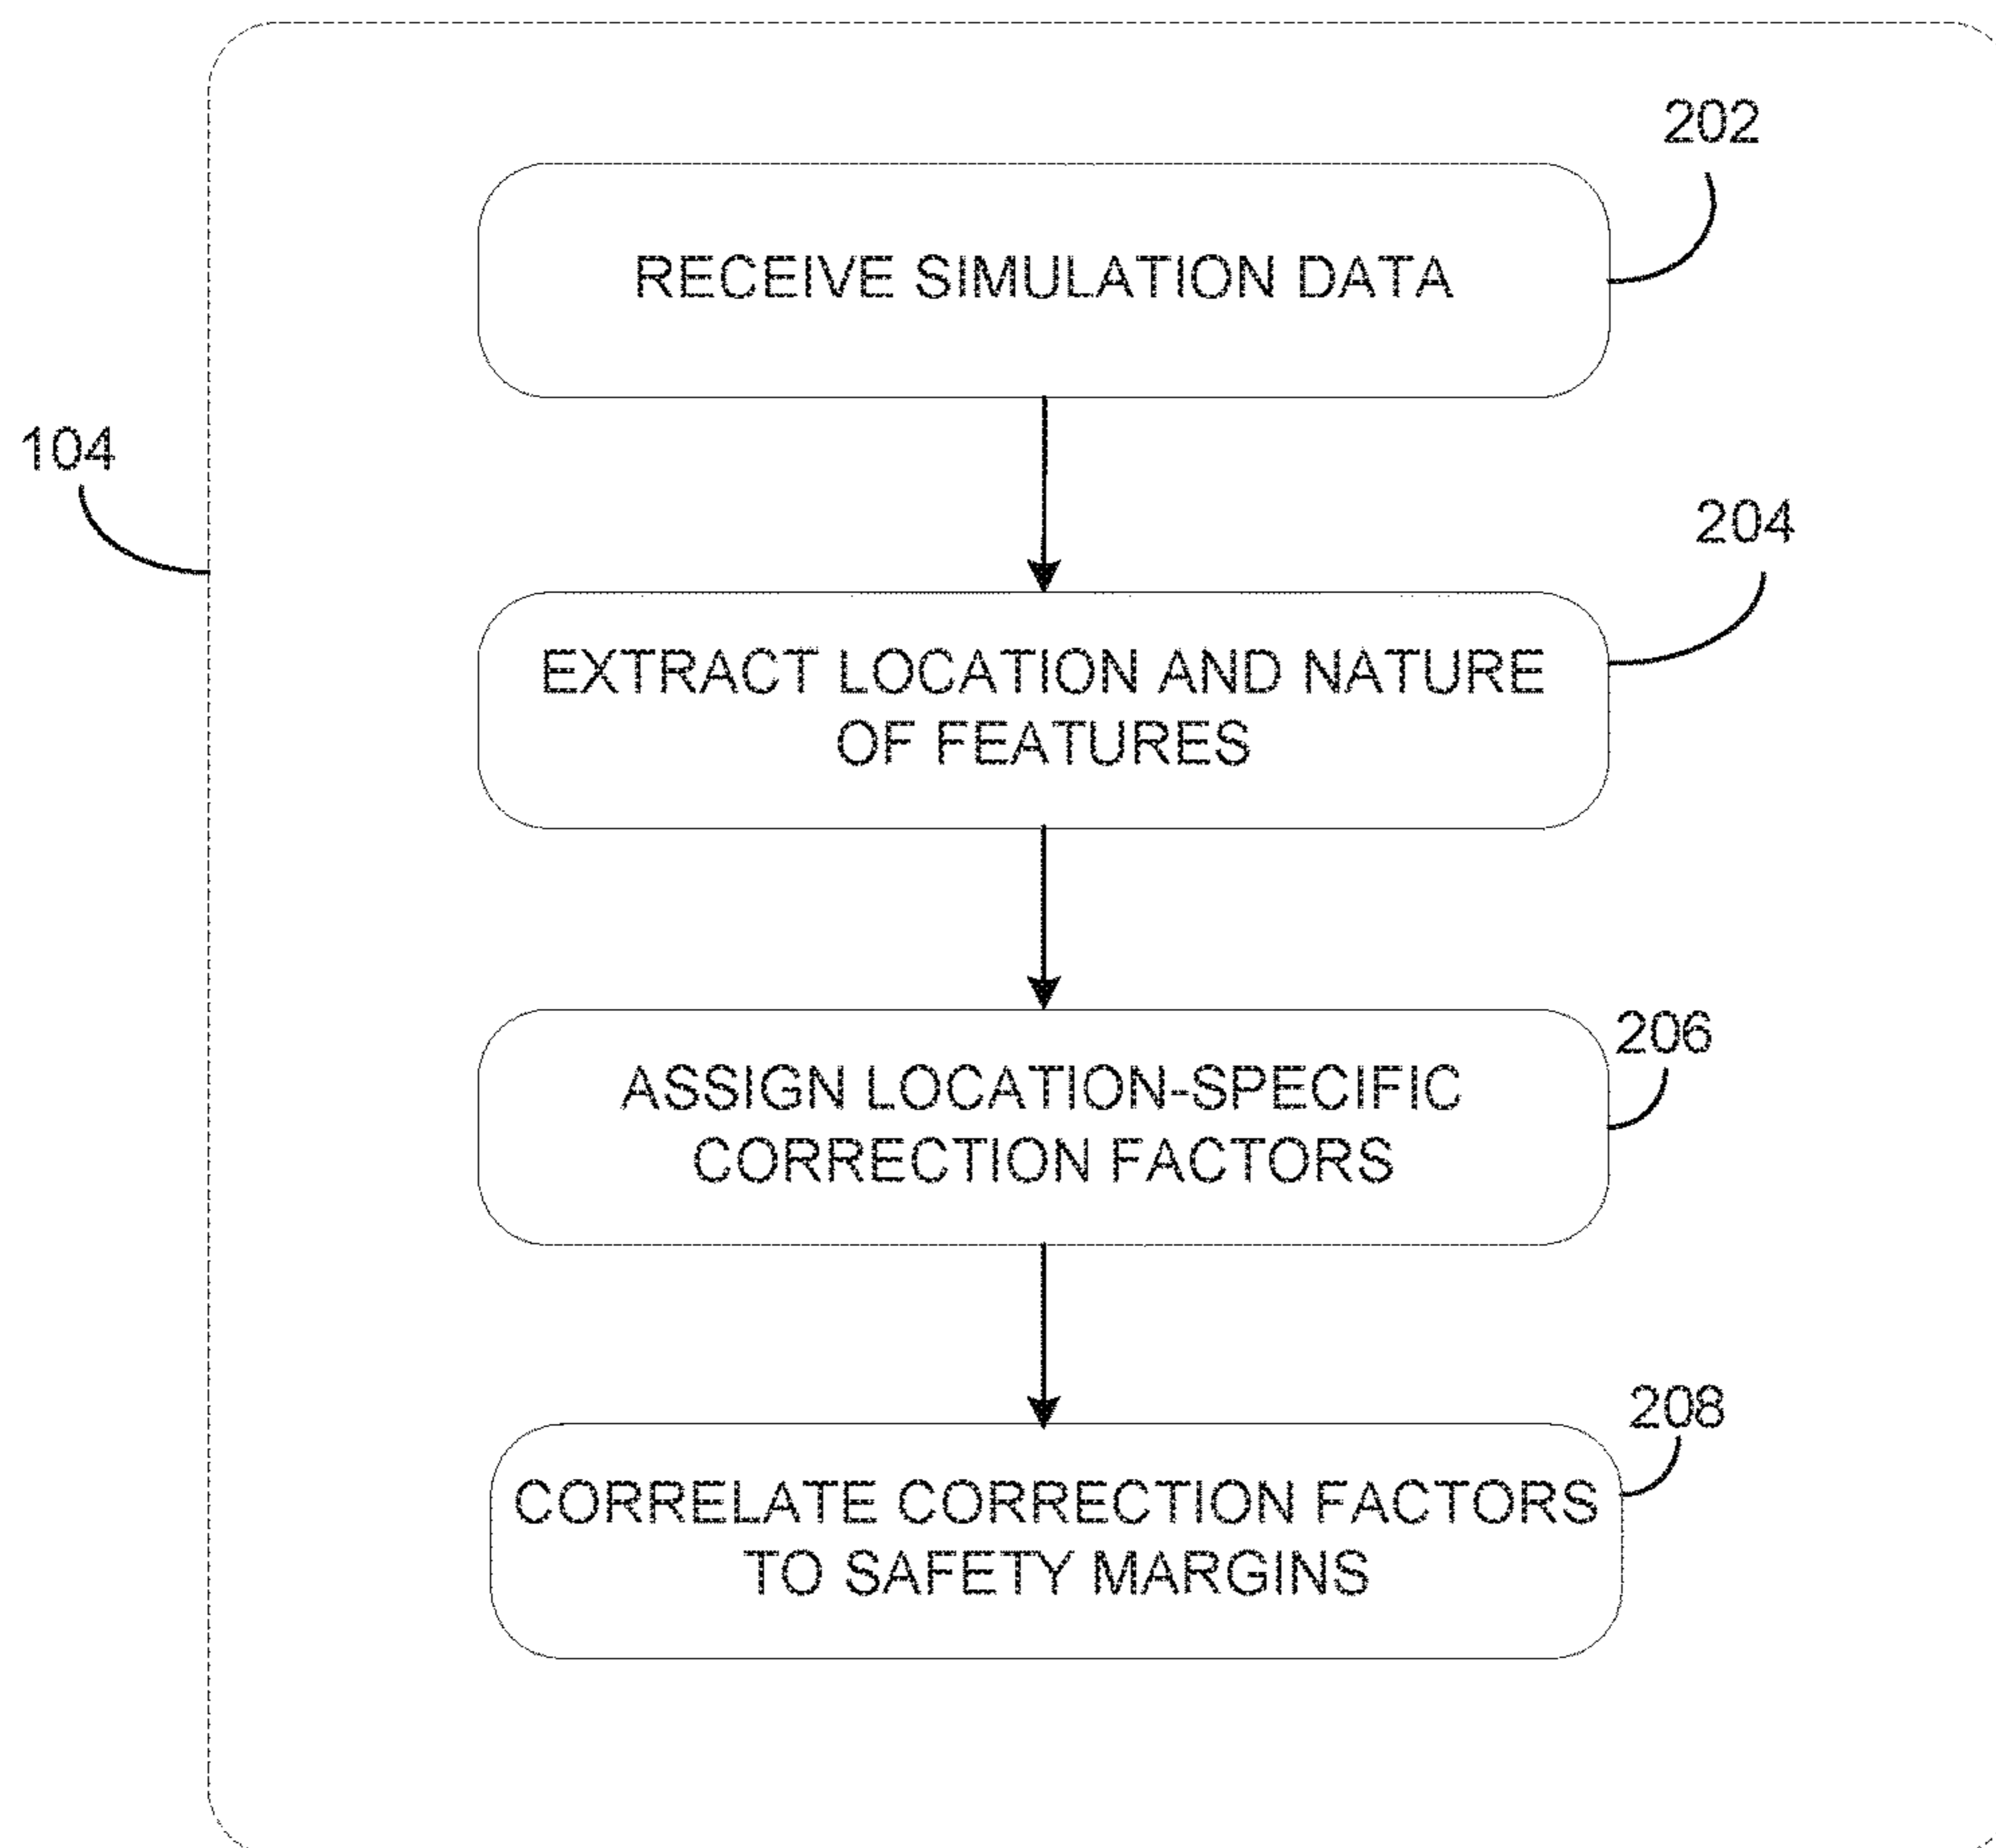 202
RECEIVE SIMULATION DATA
104
204
EXTRACT LOCATION AND NATURE
OF FEATURES
206
ASSIGN LOCATION-SPECIFIC
CORRECTION FACTORS
208
CORRELATE CORRECTION FACTORS
TO SAFETY MARGINS